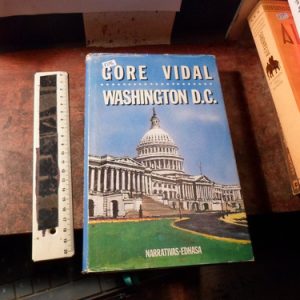 GORE VIDAL
WASHINGTON D.C.
NARRATIVAS-EDHASA